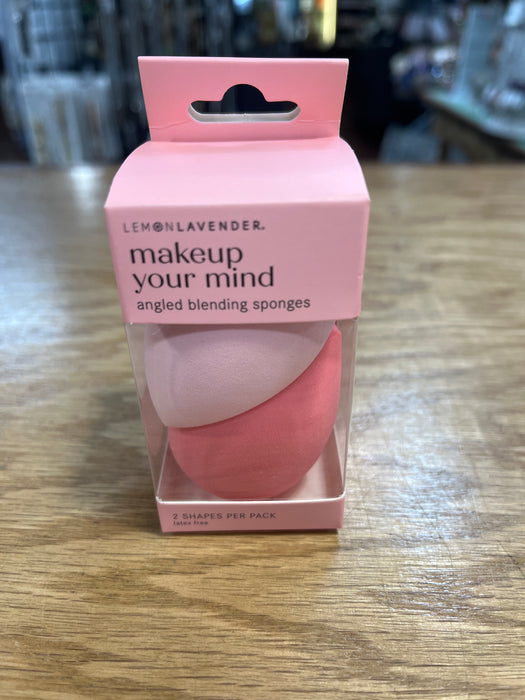 LEMONLAVENDER.
makeup
your mind
angled blending sponges
2 SHAPES PER PACK
latex free